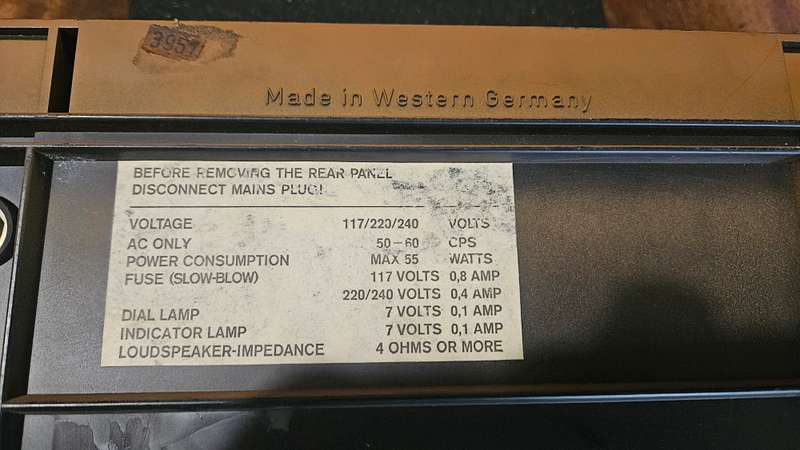 3957
Made in Western Germany
BEFORE REMOVING THE REAR PANEL
DISCONNECT MAINS PLUG!
VOLTAGE 117/220/240 VOLTS
AC ONLY 50-60 CPS
POWER CONSUMPTION MAX 55 WATTS
FUSE (SLOW-BLOW) 117 VOLTS 0,8 AMP
220/240 VOLTS 0,4 AMP
DIAL LAMP 7 VOLTS 0,1 AMP
INDICATOR LAMP 7 VOLTS 0,1 AMP
LOUDSPEAKER-IMPEDANCE 4 OHMS OR MORE